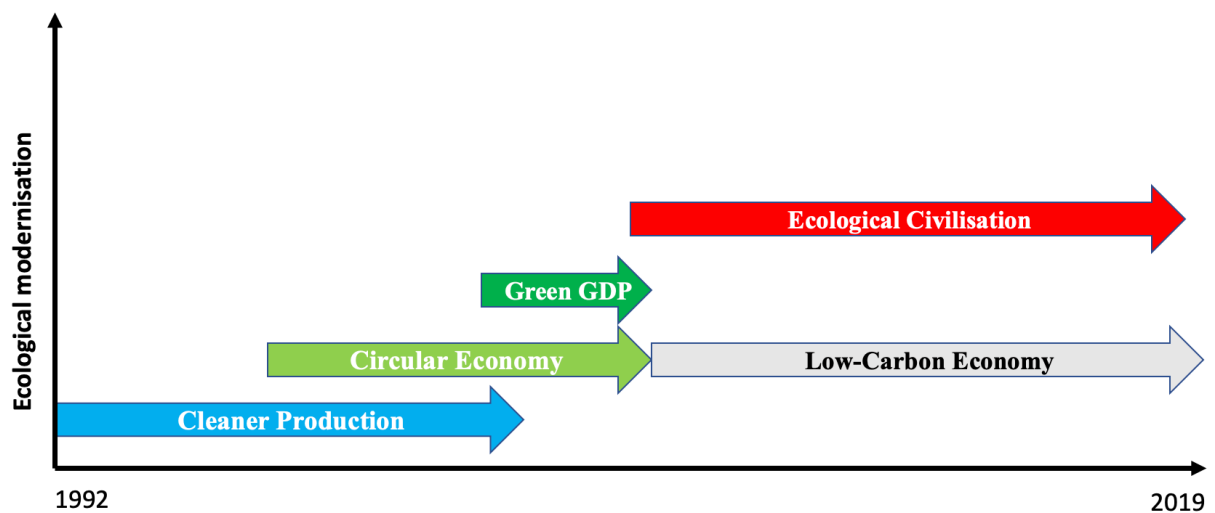 Ecological modernisation
Ecological Civilisation
Green GDP
Circular Economy
Low-Carbon Economy
Cleaner Production
1992
2019